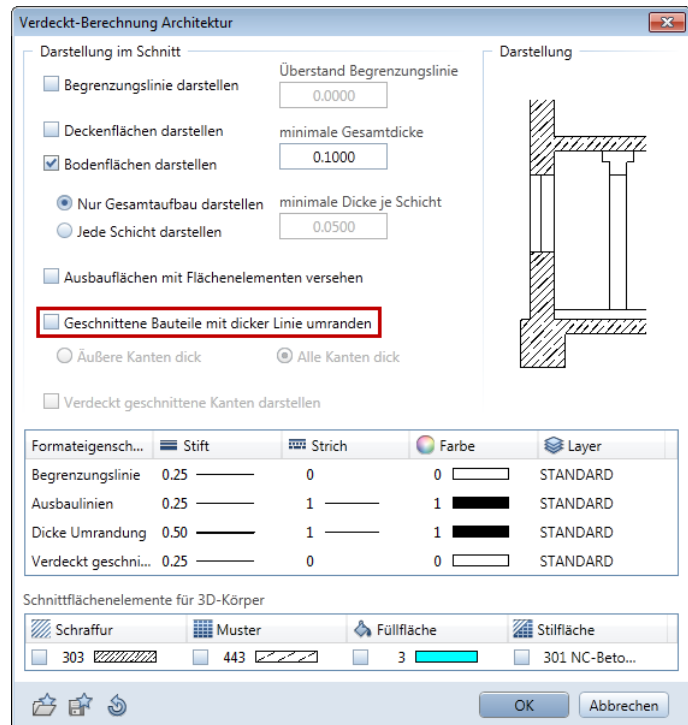 Verdeckt-Berechnung Architektur
Darstellung im Schnitt
Begrenzungslinie darstellen
Überstand Begrenzungslinie
0.0000
Deckenflächen darstellen
minimale Gesamtdicke
Bodenflächen darstellen
0.1000
Nur Gesamtaufbau darstellen
minimale Dicke je Schicht
Jede Schicht darstellen
0.0500
Ausbauflächen mit Flächenelementen versehen
Geschnittene Bauteile mit dicker Linie umranden
Äußere Kanten dick
Alle Kanten dick
Verdeckt geschnittene Kanten darstellen
Darstellung
Formateigensch... Stift Strich Farbe Layer
Begrenzungslinie 0.25 0 0 STANDARD
Ausbaulinien 0.25 1 1 STANDARD
Dicke Umrandung 0.50 1 1 STANDARD
Verdeckt geschni... 0.25 0 0 STANDARD
Schnittflächenelemente für 3D-Körper
Schraffur Muster Füllfläche Stilfläche
303 443 3 301 NC-Beto...
OK Abbrechen